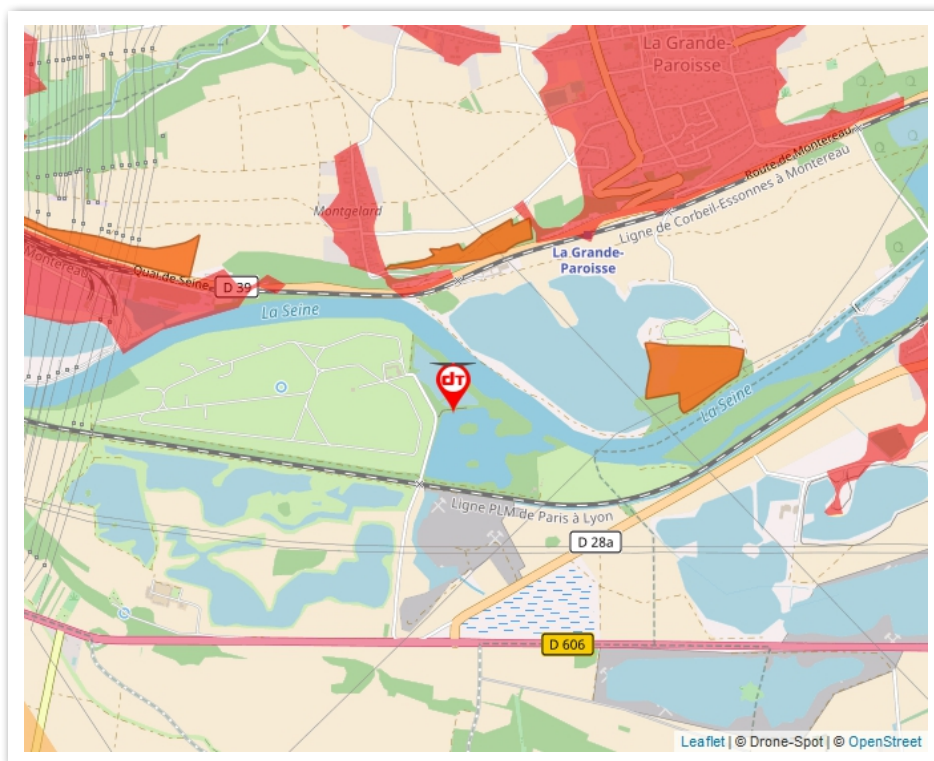 La Grande-
Paroisse
Route de Montereau
Ligne de Corbeil-Essonnes à Montereau
Montgelard
La Grande-
Paroisse
Montereau
Quai de Seine
D 39
La Seine
dT
La Seine
Ligne PLM de Paris à Lyon
D 28a
D 606
Leaflet | © Drone-Spot | © OpenStreet